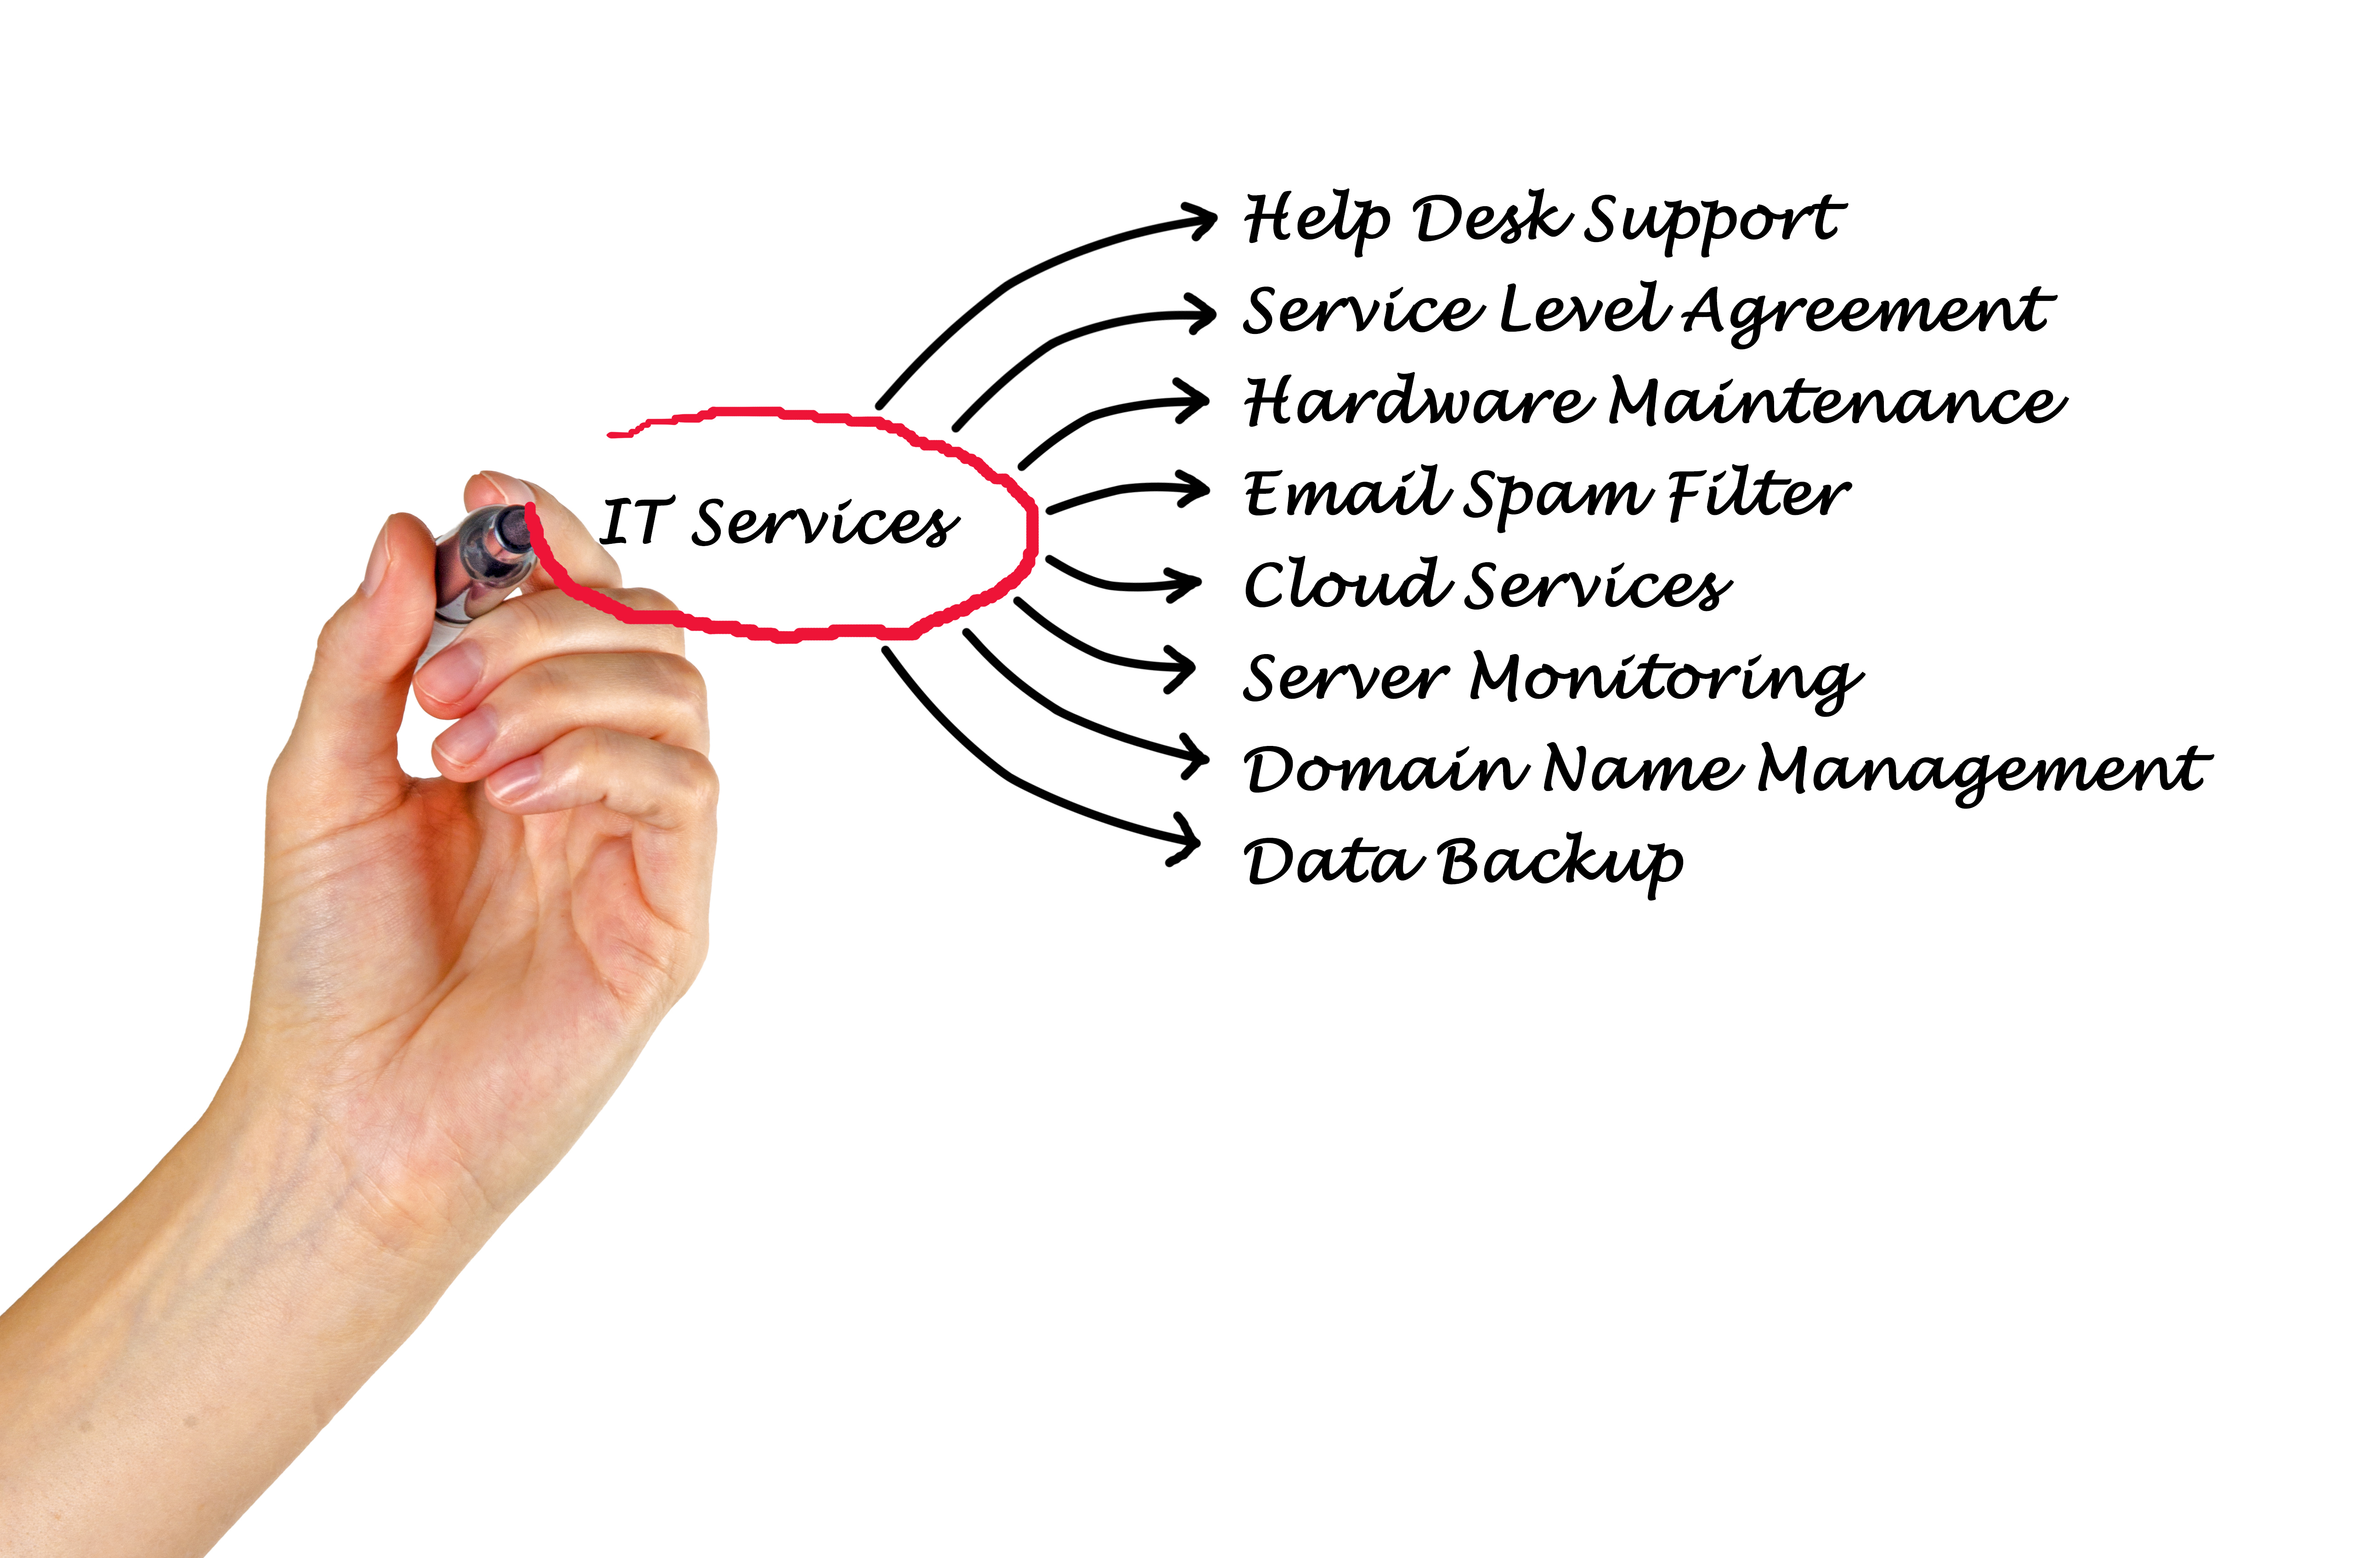 IT Services
Help Desk Support
Service Level Agreement
Hardware Maintenance
Email Spam Filter
Cloud Services
Server Monitoring
Domain Name Management
Data Backup